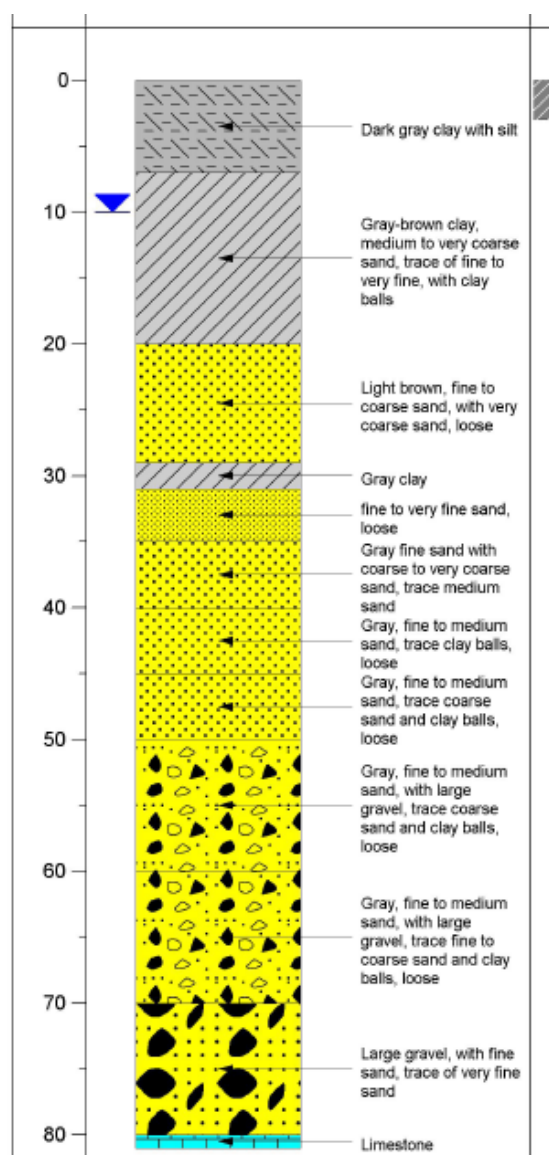 0
Dark gray clay with silt
10
Gray-brown clay,
medium to very coarse
sand, trace of fine to
very fine, with clay
balls
20
Light brown, fine to
coarse sand, with very
coarse sand, loose
30
Gray clay
fine to very fine sand,
loose
Gray fine sand with
coarse to very coarse
sand, trace medium
sand
40
Gray, fine to medium
sand, trace clay balls,
loose
Gray, fine to medium
sand, trace coarse
sand and clay balls,
loose
50
Gray, fine to medium
sand, with large
gravel, trace coarse
sand and clay balls,
loose
60
Gray, fine to medium
sand, with large
gravel, trace fine to
coarse sand and clay
balls, loose
70
Large gravel, with fine
sand, trace of very fine
sand
80
Limestone